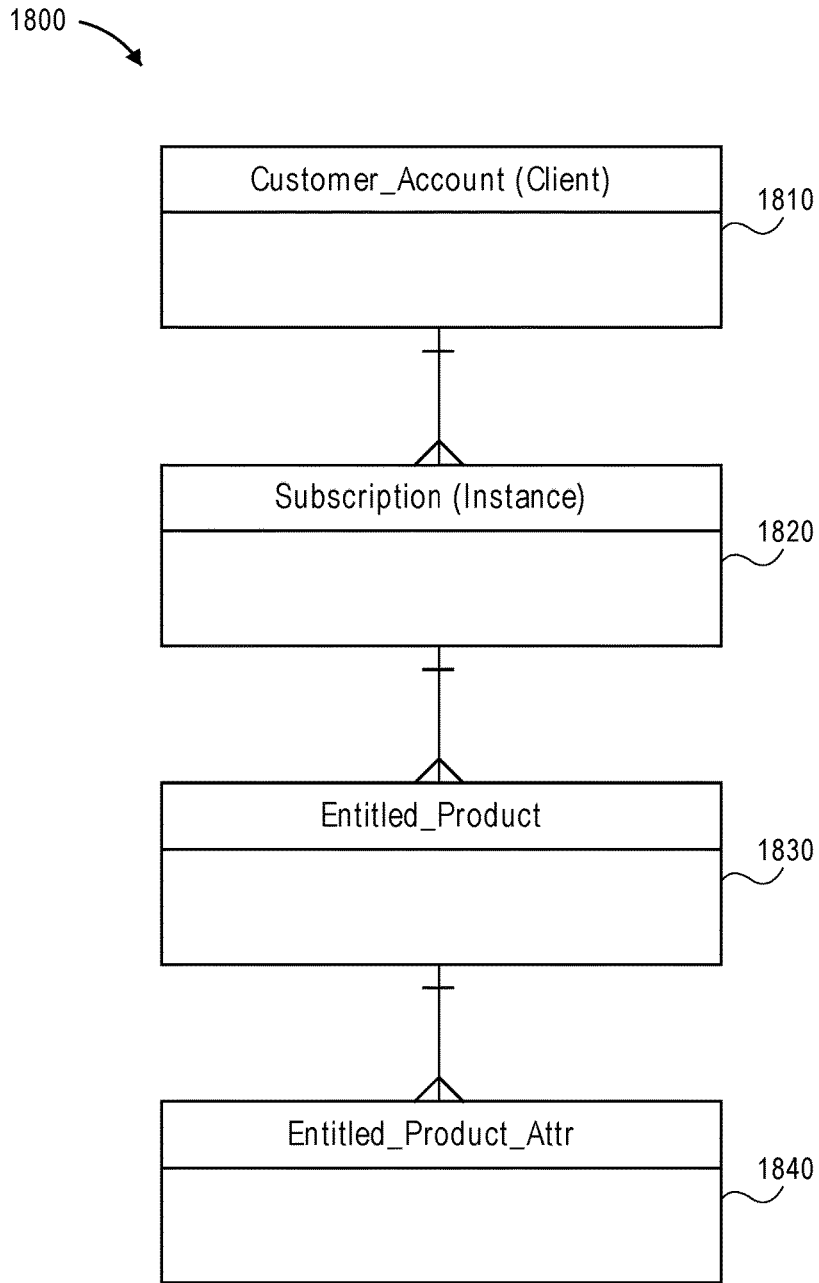 1800
Customer_Account (Client)
1810
Subscription (Instance)
1820
Entitled_Product
1830
Entitled_Product_Attr
1840